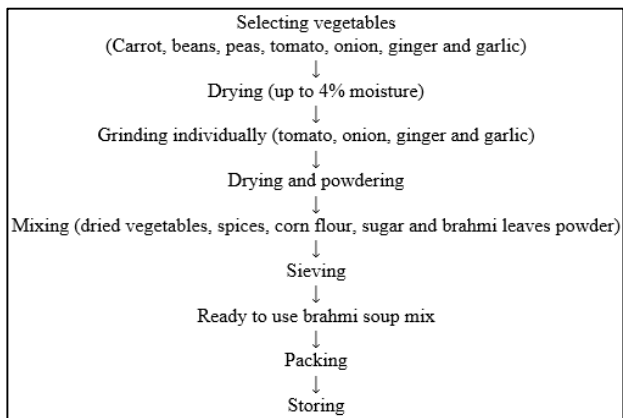 Selecting vegetables
(Carrot, beans, peas, tomato, onion, ginger and garlic)
↓
Drying (up to 4% moisture)
↓
Grinding individually (tomato, onion, ginger and garlic)
↓
Drying and powdering
↓
Mixing (dried vegetables, spices, corn flour, sugar and brahmi leaves powder)
↓
Sieving
↓
Ready to use brahmi soup mix
↓
Packing
↓
Storing